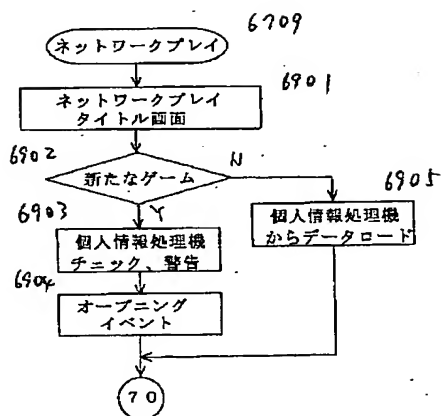 6709
ネットワークプレイ
6901
ネットワークプレイ
タイトル画面
6902
新たなゲーム
N
6905
6903
Y
個人情報処理機
からデータロード
個人情報処理機
チェック、警告
6904
オープニング
イベント
70